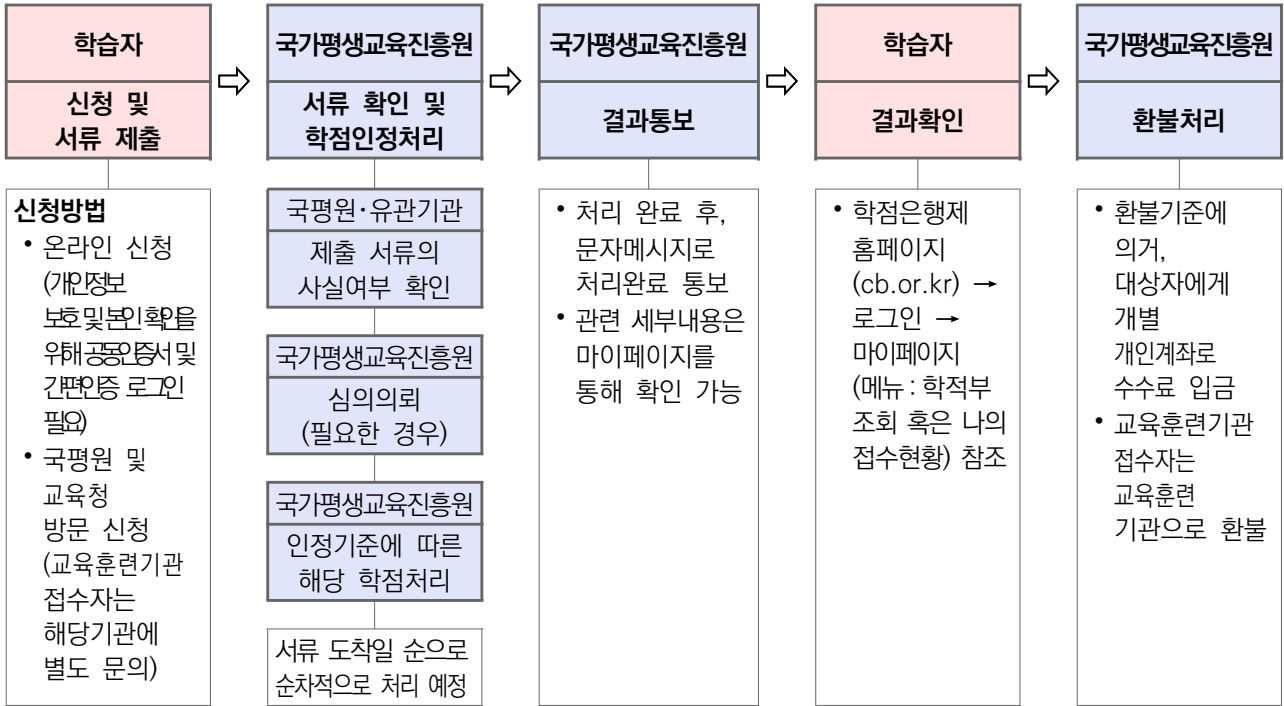 학습자
신청 및
서류 제출
신청방법
• 온라인 신청
(개인정보
보호 및 본인 확인을
위해 공동인증서 및
간편인증 로그인
필요)
• 국평원 및
교육청
방문 신청
(교육훈련기관
접수자는
해당기관에
별도 문의)
⇨
국가평생교육진흥원
서류 확인 및
학점인정처리
국평원·유관기관
제출 서류의
사실여부 확인
국가평생교육진흥원
심의의뢰
(필요한 경우)
국가평생교육진흥원
인정기준에 따른
해당 학점처리
서류 도착일 순으로
순차적으로 처리 예정
⇨
국가평생교육진흥원
결과통보
• 처리 완료 후,
문자메시지로
처리완료 통보
• 관련 세부내용은
마이페이지를
통해 확인 가능
⇨
학습자
결과확인
• 학점은행제
홈페이지
(cb.or.kr) →
로그인 →
마이페이지
(메뉴 : 학적부
조회 혹은 나의
접수현황) 참조
⇨
국가평생교육진흥원
환불처리
• 환불기준에
의거,
대상자에게
개별
개인계좌로
수수료 입금
• 교육훈련기관
접수자는
교육훈련
기관으로 환불